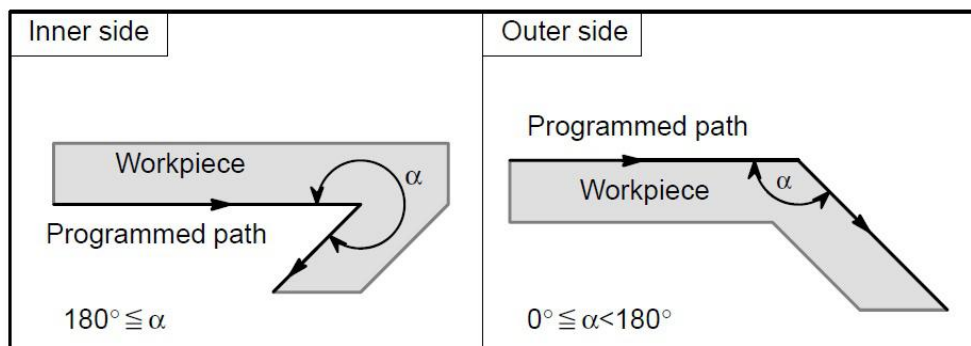 Inner side
Workpiece
α
Programmed path
180° ≦ α
Outer side
Programmed path
Workpiece
α
0° ≦ α<180°